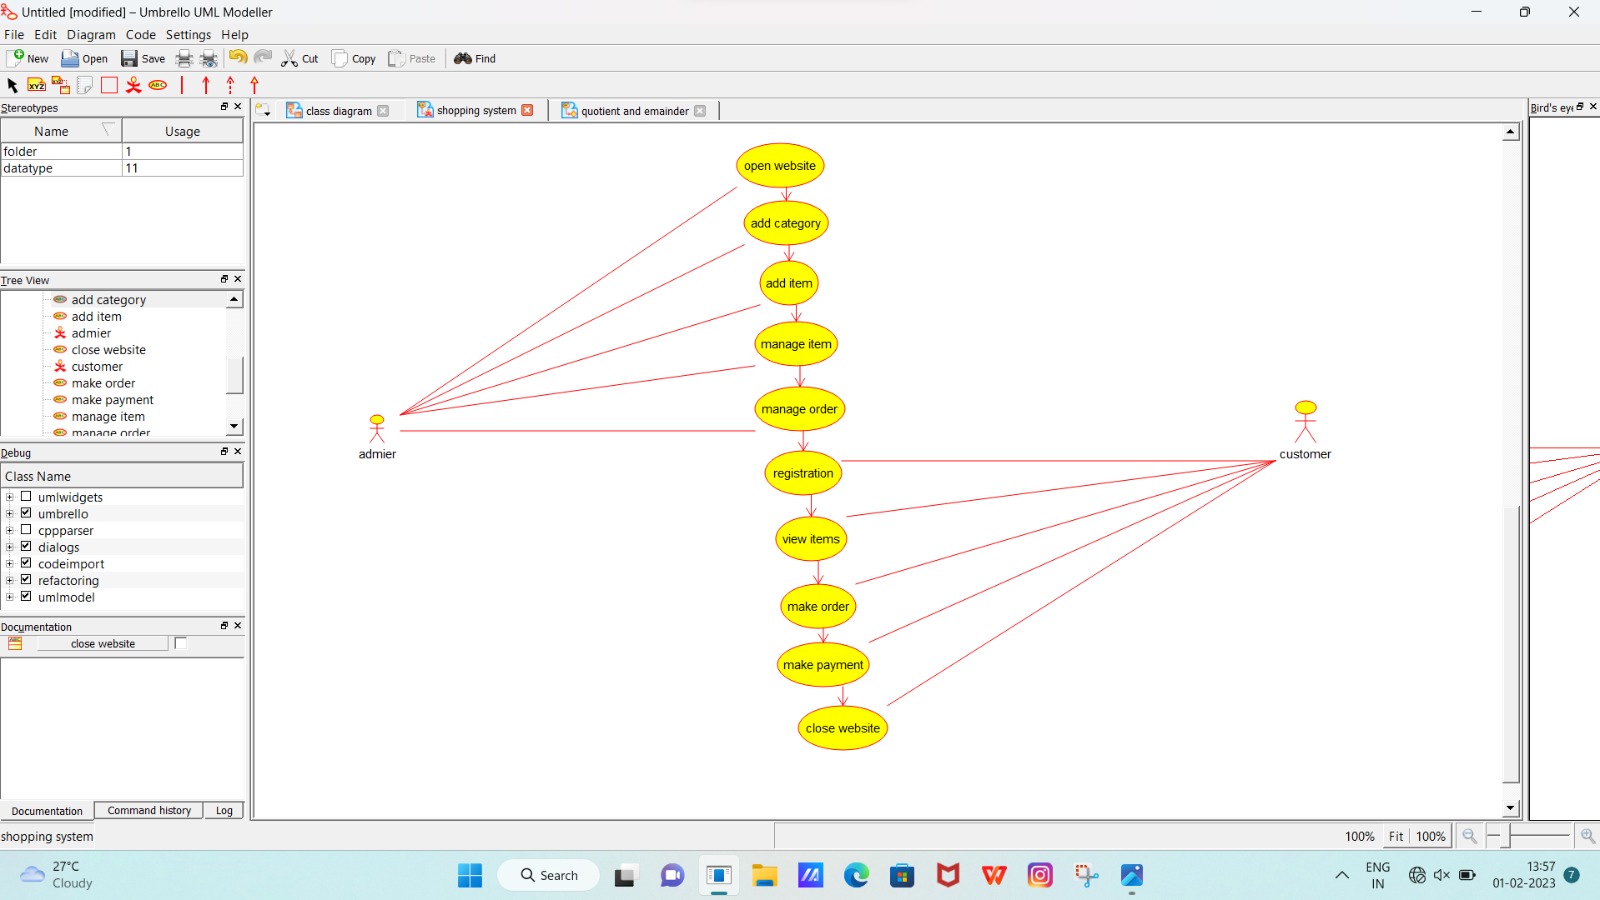 Untitled [modified] – Umbrello UML Modeller
File Edit Diagram Code Settings Help
New Open Save Cut Copy Paste Find
XYZ ABC
Stereotypes
Name Usage
folder 1
datatype 11
Tree View
add category
add item
admier
close website
customer
make order
make payment
manage item
manage order
Debug
Class Name
umlwidgets
umbrello
cppparser
dialogs
codeimport
refactoring
umlmodel
Documentation
close website
Documentation Command history Log
shopping system
class diagram shopping system quotient and emainder
Bird's eye
open website
add category
add item
manage item
manage order
registration
view items
make order
make payment
close website
admier
customer
100% Fit 100%
27°C
Cloudy
Search
ENG
IN
13:57
01-02-2023
7